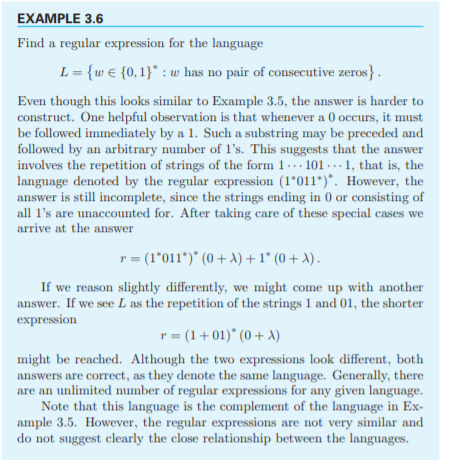 EXAMPLE 3.6
Find a regular expression for the language
L = {w ∈ {0, 1}* : w has no pair of consecutive zeros} .
Even though this looks similar to Example 3.5, the answer is harder to
construct. One helpful observation is that whenever a 0 occurs, it must
be followed immediately by a 1. Such a substring may be preceded and
followed by an arbitrary number of 1's. This suggests that the answer
involves the repetition of strings of the form 1 ··· 101 ··· 1, that is, the
language denoted by the regular expression (1*011*)*. However, the
answer is still incomplete, since the strings ending in 0 or consisting of
all 1's are unaccounted for. After taking care of these special cases we
arrive at the answer
r = (1*011*)* (0 + λ) + 1* (0 + λ) .
If we reason slightly differently, we might come up with another
answer. If we see L as the repetition of the strings 1 and 01, the shorter
expression
r = (1 + 01)* (0 + λ)
might be reached. Although the two expressions look different, both
answers are correct, as they denote the same language. Generally, there
are an unlimited number of regular expressions for any given language.
Note that this language is the complement of the language in Ex-
ample 3.5. However, the regular expressions are not very similar and
do not suggest clearly the close relationship between the languages.